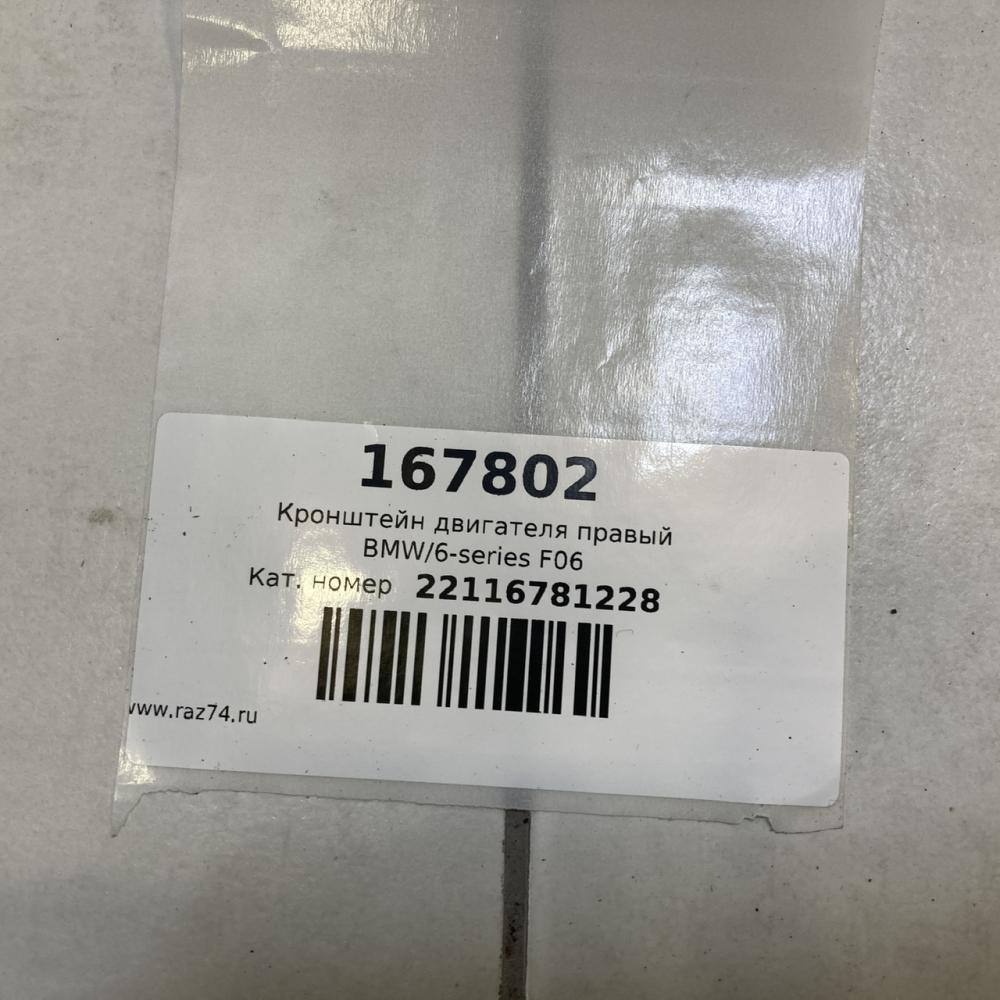 167802
Кронштейн двигателя правый
BMW/6-series F06
Кат. номер 22116781228
www.raz74.ru